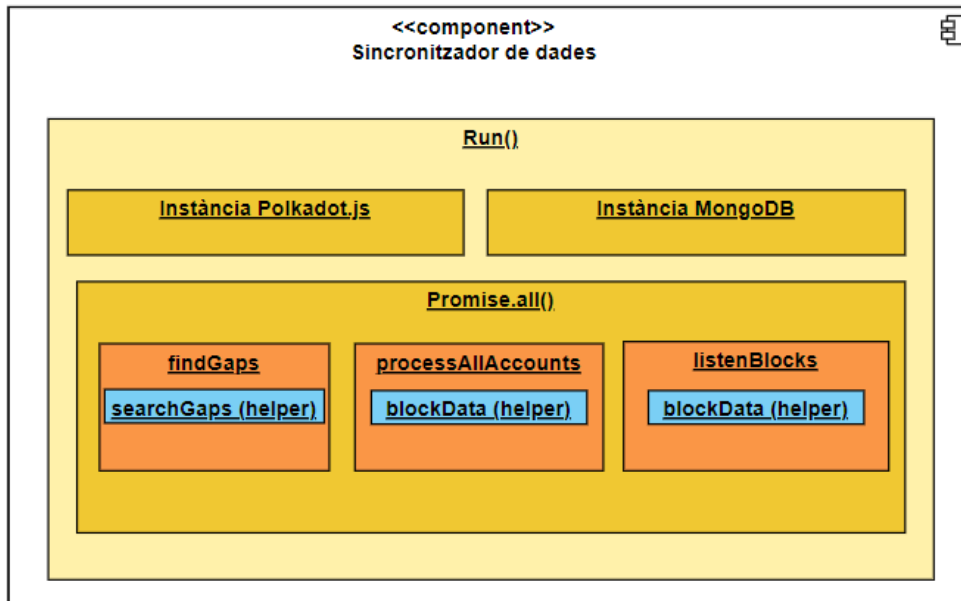 <<component>>
Sincronitzador de dades
Run()
Instància Polkadot.js
Instància MongoDB
Promise.all()
findGaps
searchGaps (helper)
processAllAccounts
blockData (helper)
listenBlocks
blockData (helper)